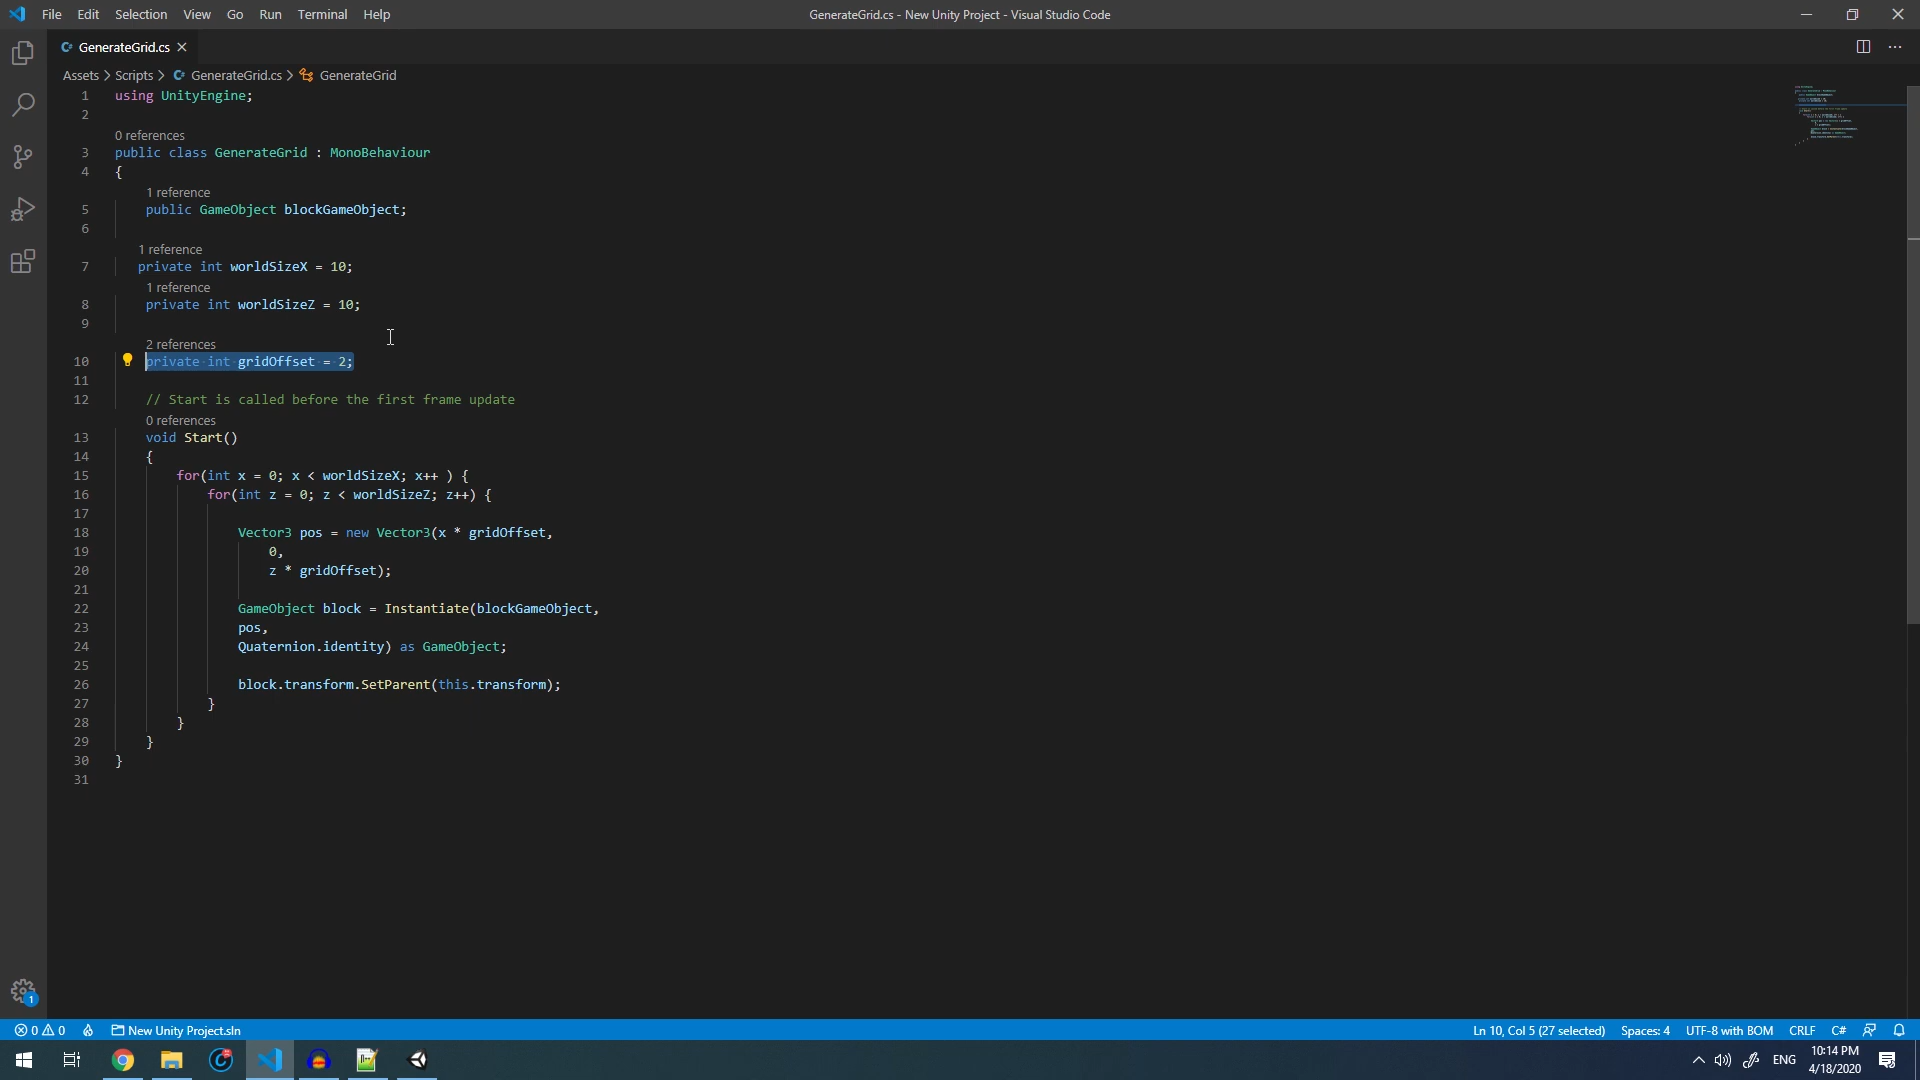 File Edit Selection View Go Run Terminal Help
GenerateGrid.cs - New Unity Project - Visual Studio Code
GenerateGrid.cs
Assets > Scripts > GenerateGrid.cs > GenerateGrid
1 using UnityEngine;
2
0 references
3 public class GenerateGrid : MonoBehaviour
4 {
1 reference
5 public GameObject blockGameObject;
6
1 reference
7 private int worldSizeX = 10;
1 reference
8 private int worldSizeZ = 10;
9
2 references
10 private int gridOffset = 2;
11
12 // Start is called before the first frame update
0 references
13 void Start()
14 {
15 for(int x = 0; x < worldSizeX; x++ ) {
16 for(int z = 0; z < worldSizeZ; z++) {
17
18 Vector3 pos = new Vector3(x * gridOffset,
19 0,
20 z * gridOffset);
21
22 GameObject block = Instantiate(blockGameObject,
23 pos,
24 Quaternion.identity) as GameObject;
25
26 block.transform.SetParent(this.transform);
27 }
28 }
29 }
30 }
31
1
0 0 New Unity Project.sln Ln 10, Col 5 (27 selected) Spaces: 4 UTF-8 with BOM CRLF C#
ENG 10:14 PM
4/18/2020